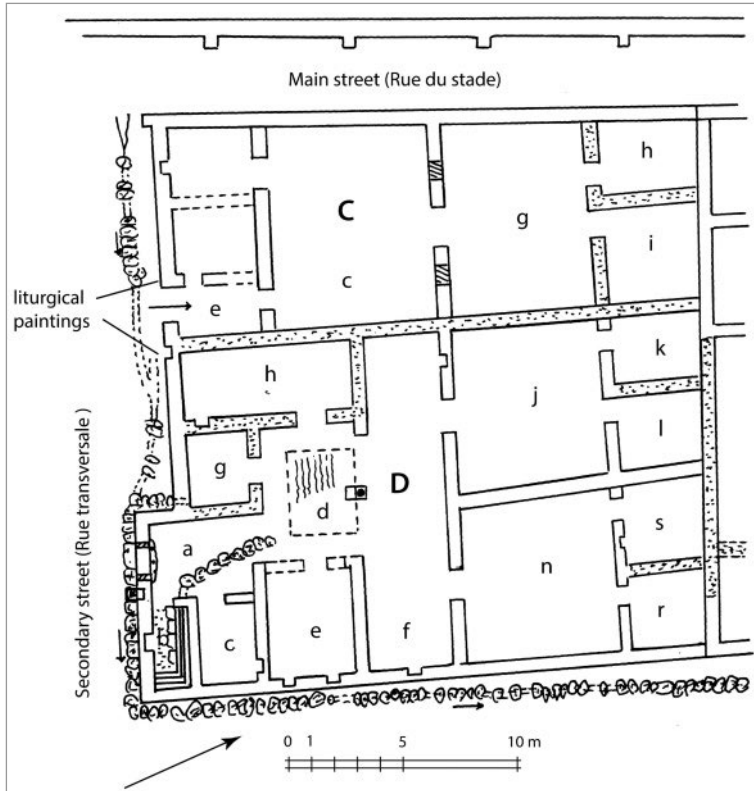 Main street (Rue du stade)
h
C
g
i
c
liturgical
paintings
e
k
h
j
l
g
D
d
s
a
n
c
e
f
r
Secondary street (Rue transversale )
0 1 5 10 m